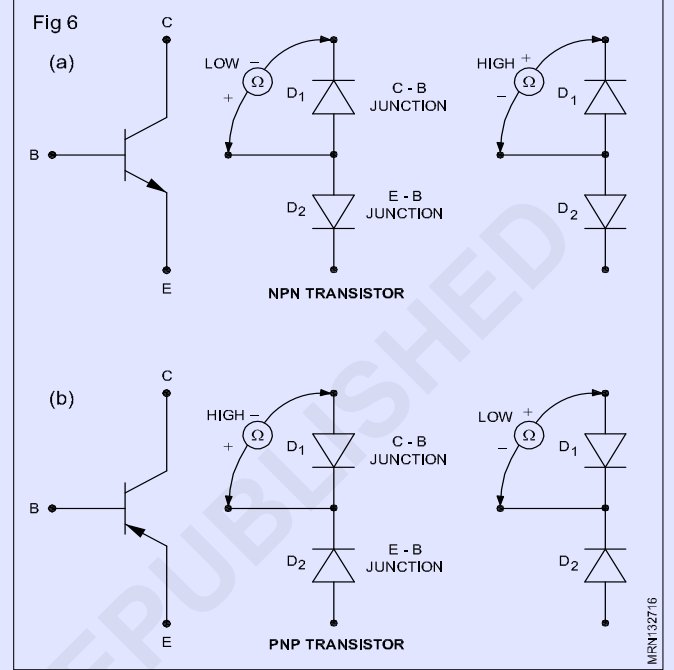 Fig 6
(a)
C
B
E
LOW
−
+
Ω
D1
C - B
JUNCTION
D2
E - B
JUNCTION
HIGH
+
−
Ω
D1
D2
NPN TRANSISTOR
(b)
C
B
E
HIGH
−
+
Ω
D1
C - B
JUNCTION
D2
E - B
JUNCTION
LOW
+
−
Ω
D1
D2
PNP TRANSISTOR
MRN132716
EPUBLISHED